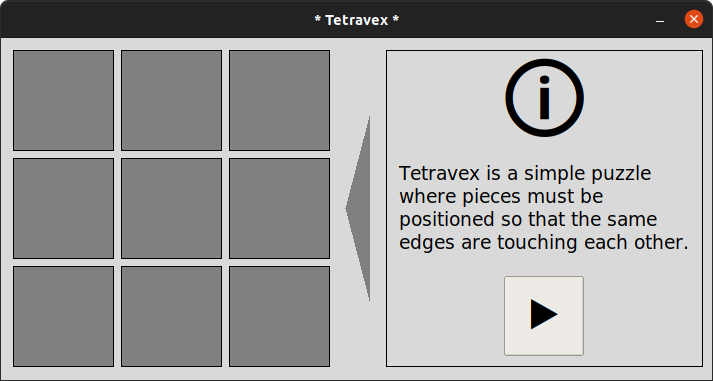 * Tetravex *
Tetravex is a simple puzzle
where pieces must be
positioned so that the same
edges are touching each other.